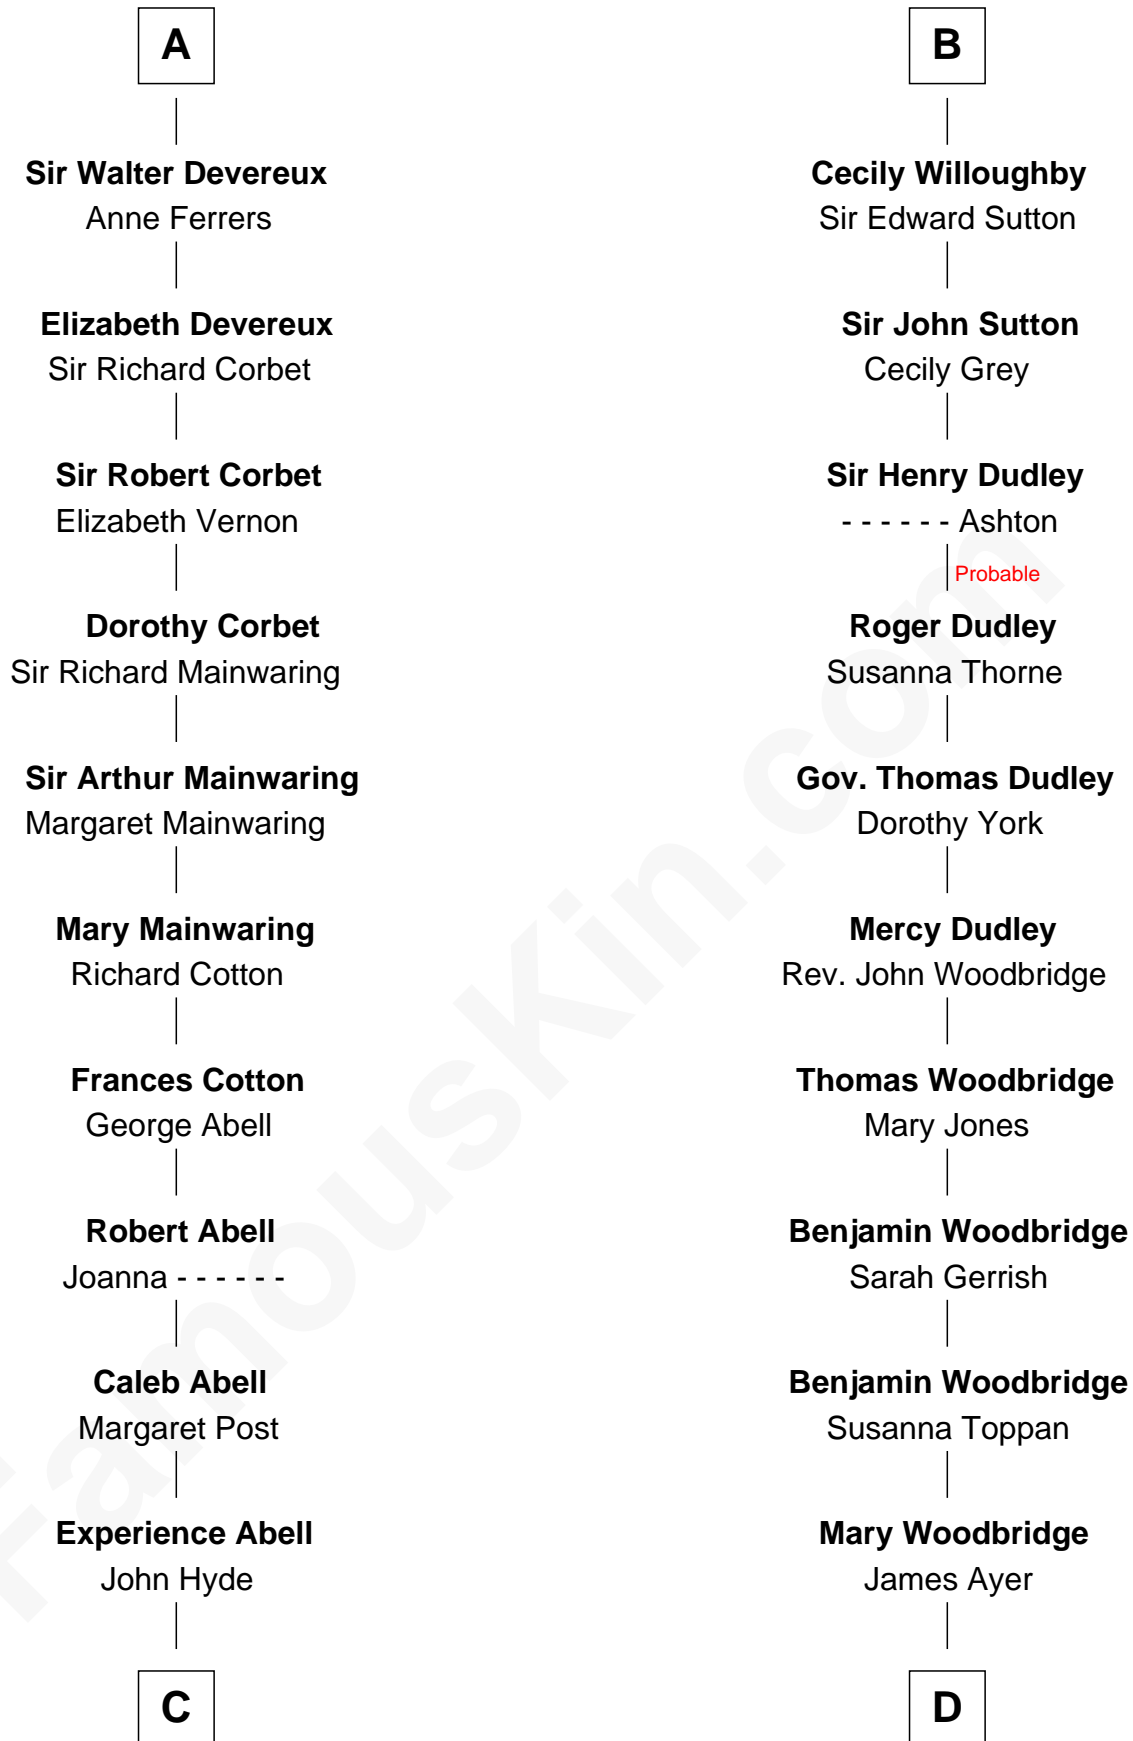 A
Sir Walter Devereux
Anne Ferrers
Elizabeth Devereux
Sir Richard Corbet
Sir Robert Corbet
Elizabeth Vernon
Dorothy Corbet
Sir Richard Mainwaring
Sir Arthur Mainwaring
Margaret Mainwaring
Mary Mainwaring
Richard Cotton
Frances Cotton
George Abell
Robert Abell
Joanna - - - - - -
Caleb Abell
Margaret Post
Experience Abell
John Hyde
C
B
Cecily Willoughby
Sir Edward Sutton
Sir John Sutton
Cecily Grey
Sir Henry Dudley
- - - - - - Ashton
Probable
Roger Dudley
Susanna Thorne
Gov. Thomas Dudley
Dorothy York
Mercy Dudley
Rev. John Woodbridge
Thomas Woodbridge
Mary Jones
Benjamin Woodbridge
Sarah Gerrish
Benjamin Woodbridge
Susanna Toppan
Mary Woodbridge
James Ayer
D
FamousKin.com